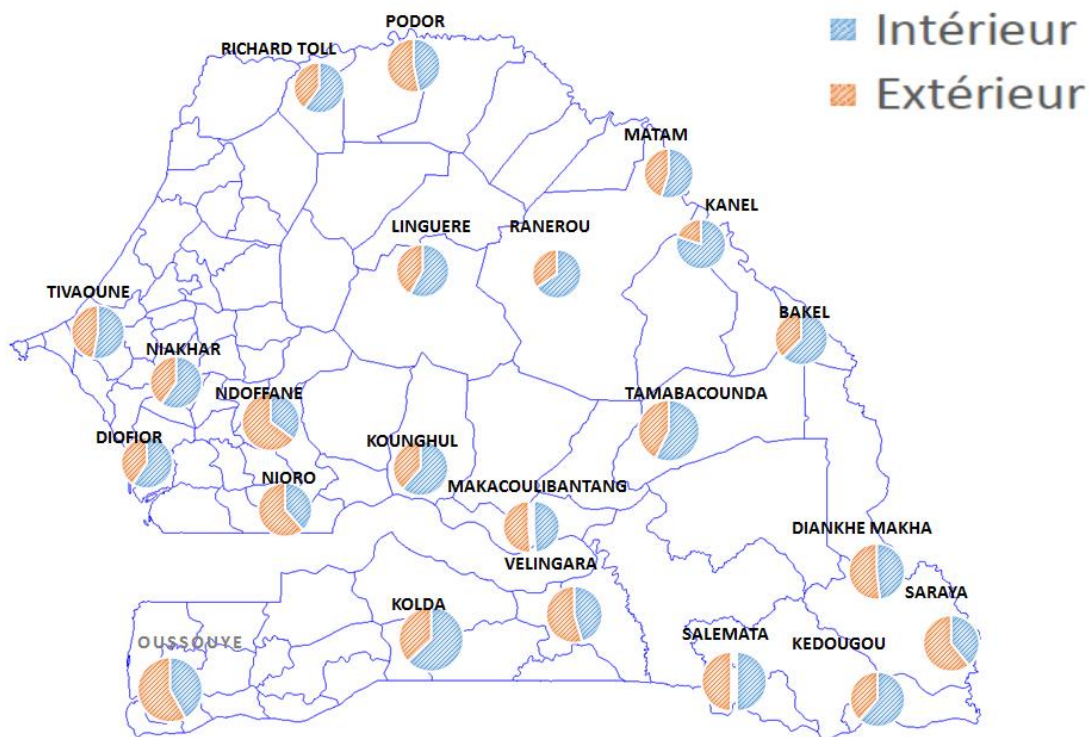 PODOR
Intérieur
RICHARD TOLL
Extérieur
MATAM
KANEL
LINGUERE
RANEROU
TIVAOUNE
BAKEL
NIAKHAR
NDOFFANE
TAMABACOUNDA
DIOFIOR
KOUNGHUL
NIORO
MAKACOULIBANTANG
DIANKHE MAKHA
VELINGARA
SARAYA
KOLDA
SALEMATA
KEDOUGOU
OUSSOUYE